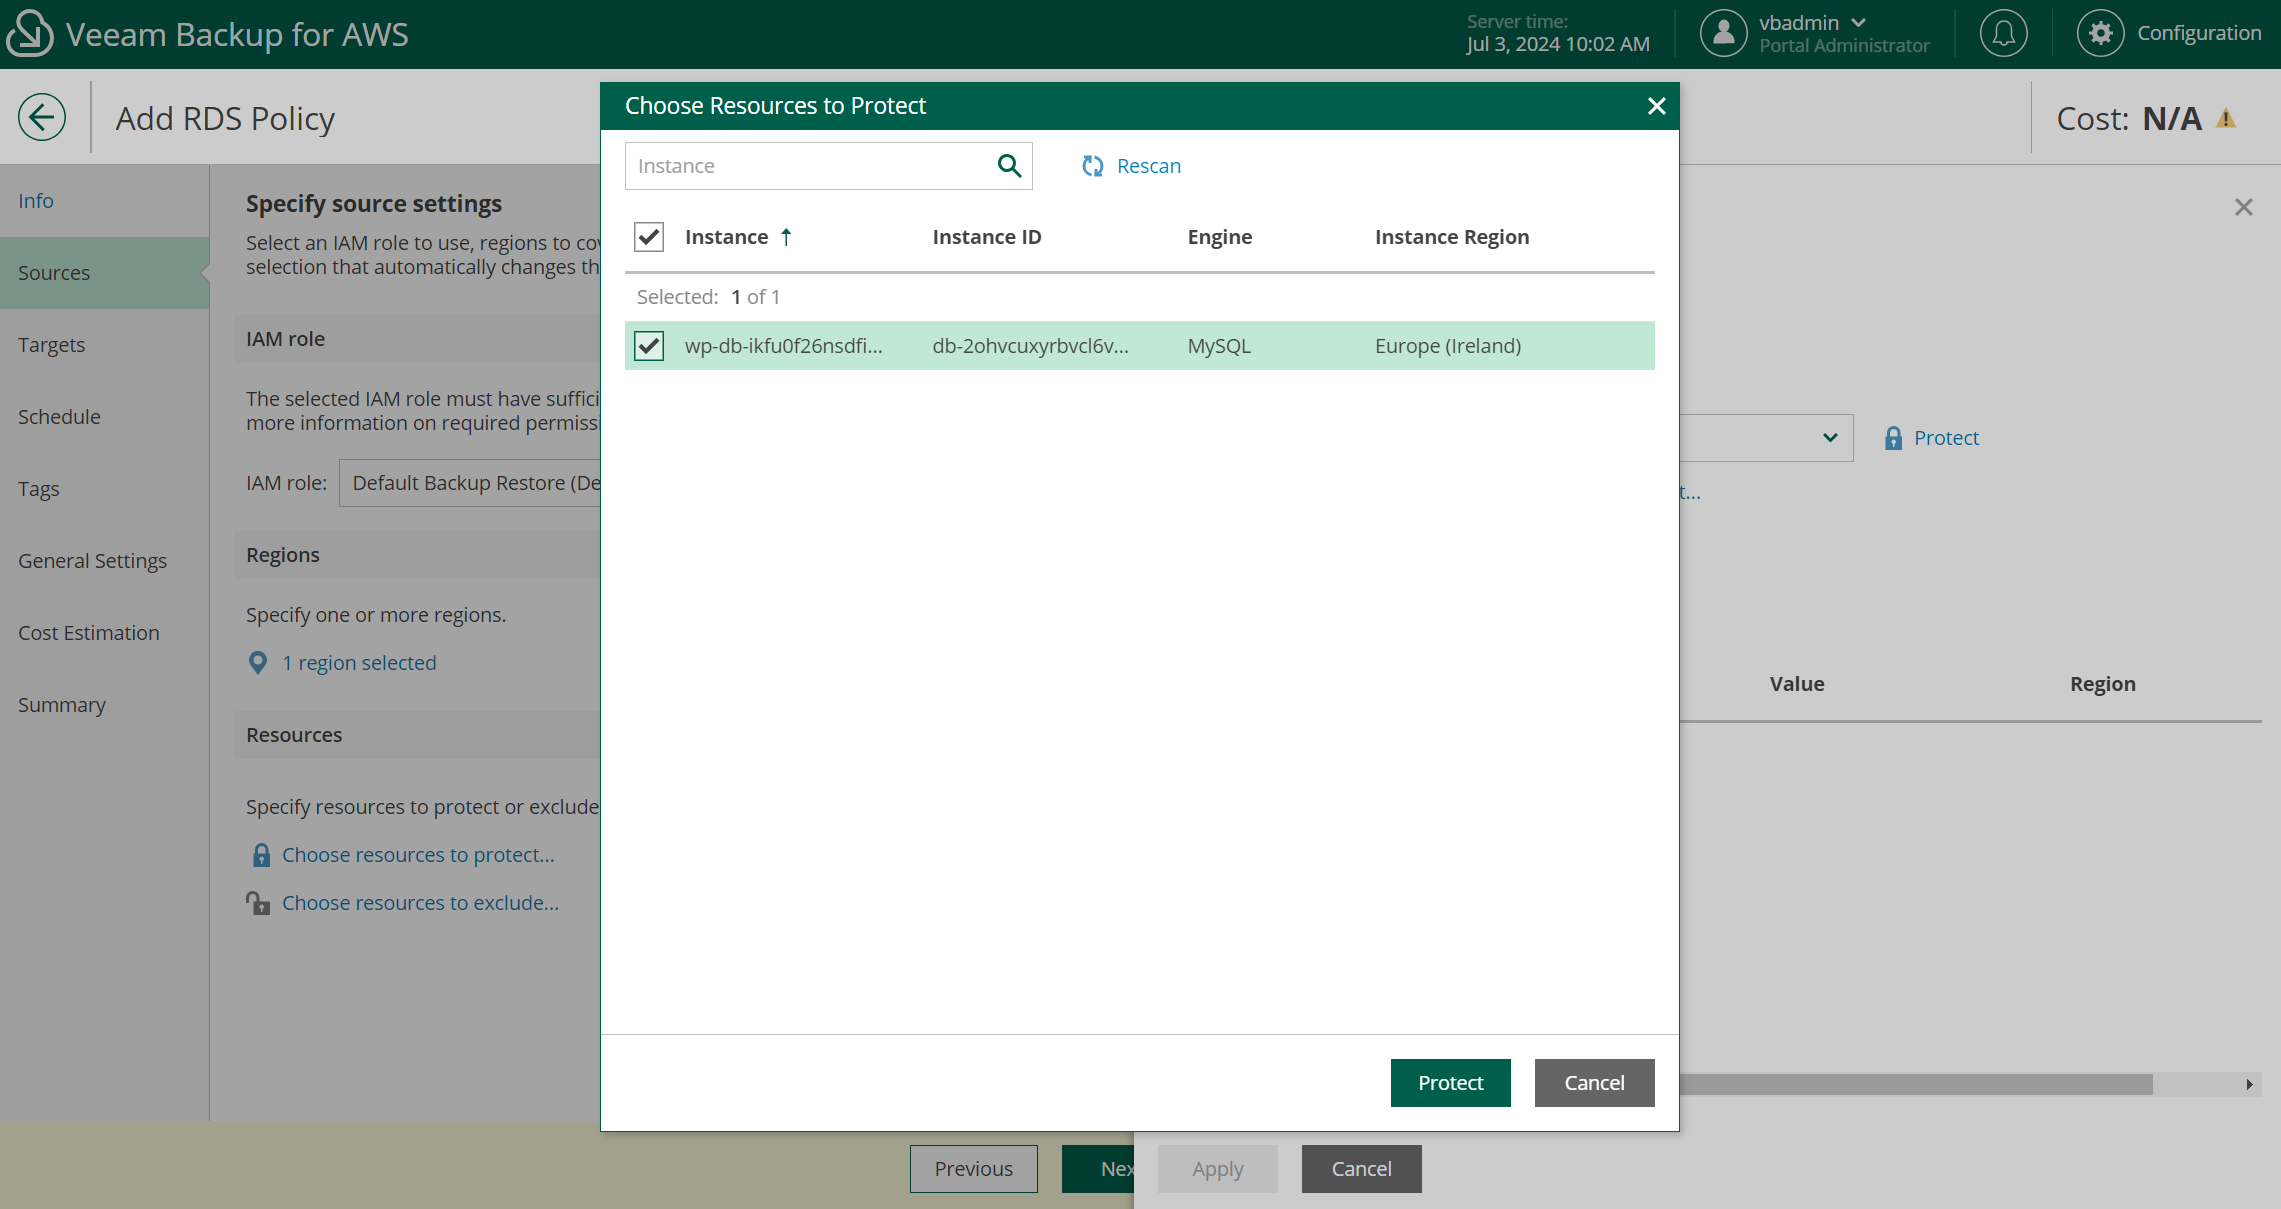 Veeam Backup for AWS
Server time:
Jul 3, 2024 10:02 AM
vbadmin
Portal Administrator
Configuration
Add RDS Policy
Cost: N/A
Info
Sources
Targets
Schedule
Tags
General Settings
Cost Estimation
Summary
Specify source settings
Select an IAM role to use, regions to co
selection that automatically changes th
IAM role
The selected IAM role must have suffici
more information on required permiss
IAM role: Default Backup Restore (De
Regions
Specify one or more regions.
1 region selected
Resources
Specify resources to protect or exclude
Choose resources to protect...
Choose resources to exclude...
Choose Resources to Protect
Instance
Rescan
Instance Instance ID Engine Instance Region
Selected: 1 of 1
wp-db-ikfu0f26nsdfi... db-2ohvcuxyrbvcl6v... MySQL Europe (Ireland)
Protect Cancel
Protect
t...
Value Region
Previous Nex Apply Cancel